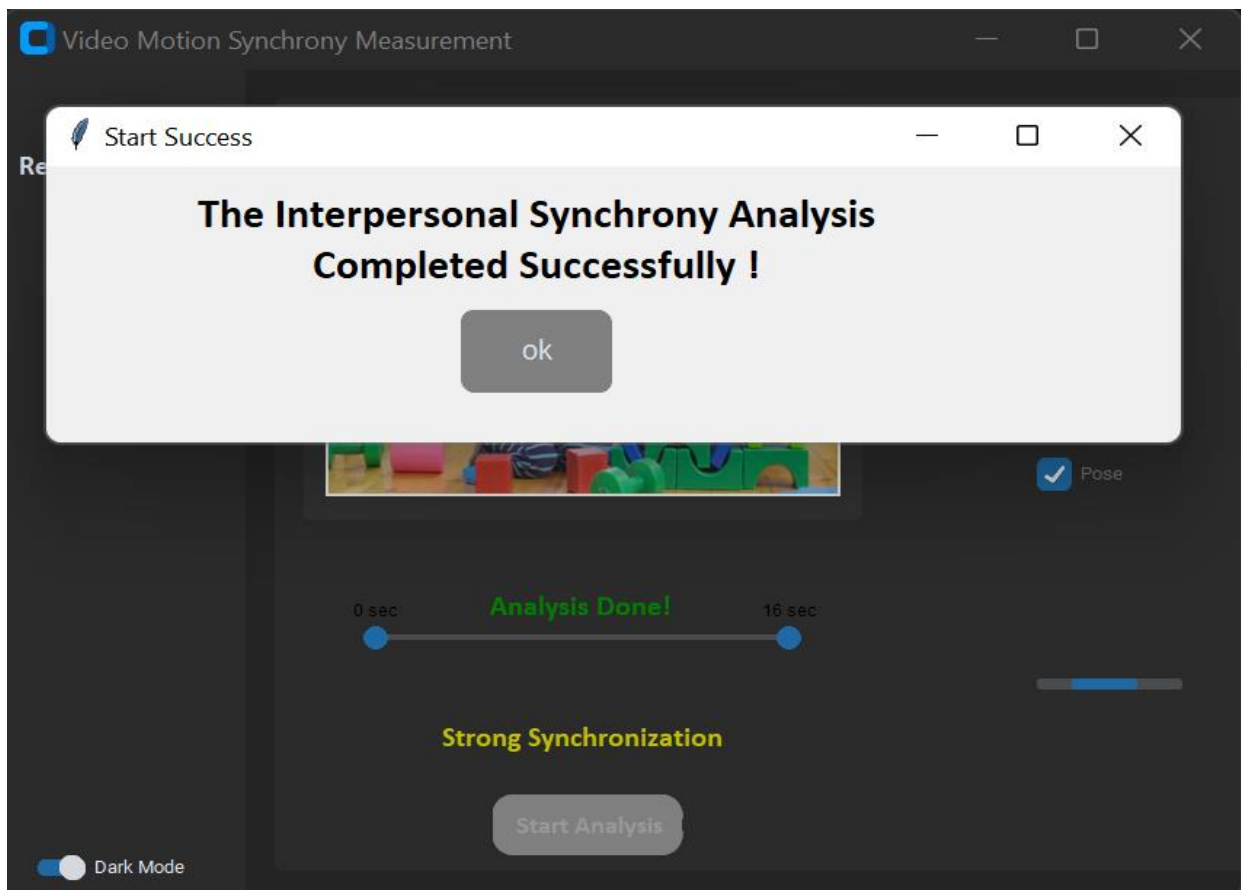 Video Motion Synchrony Measurement
Start Success
Re
The Interpersonal Synchrony Analysis
Completed Successfully !
ok
Pose
0 sec
Analysis Done!
16 sec
Strong Synchronization
Start Analysis
Dark Mode